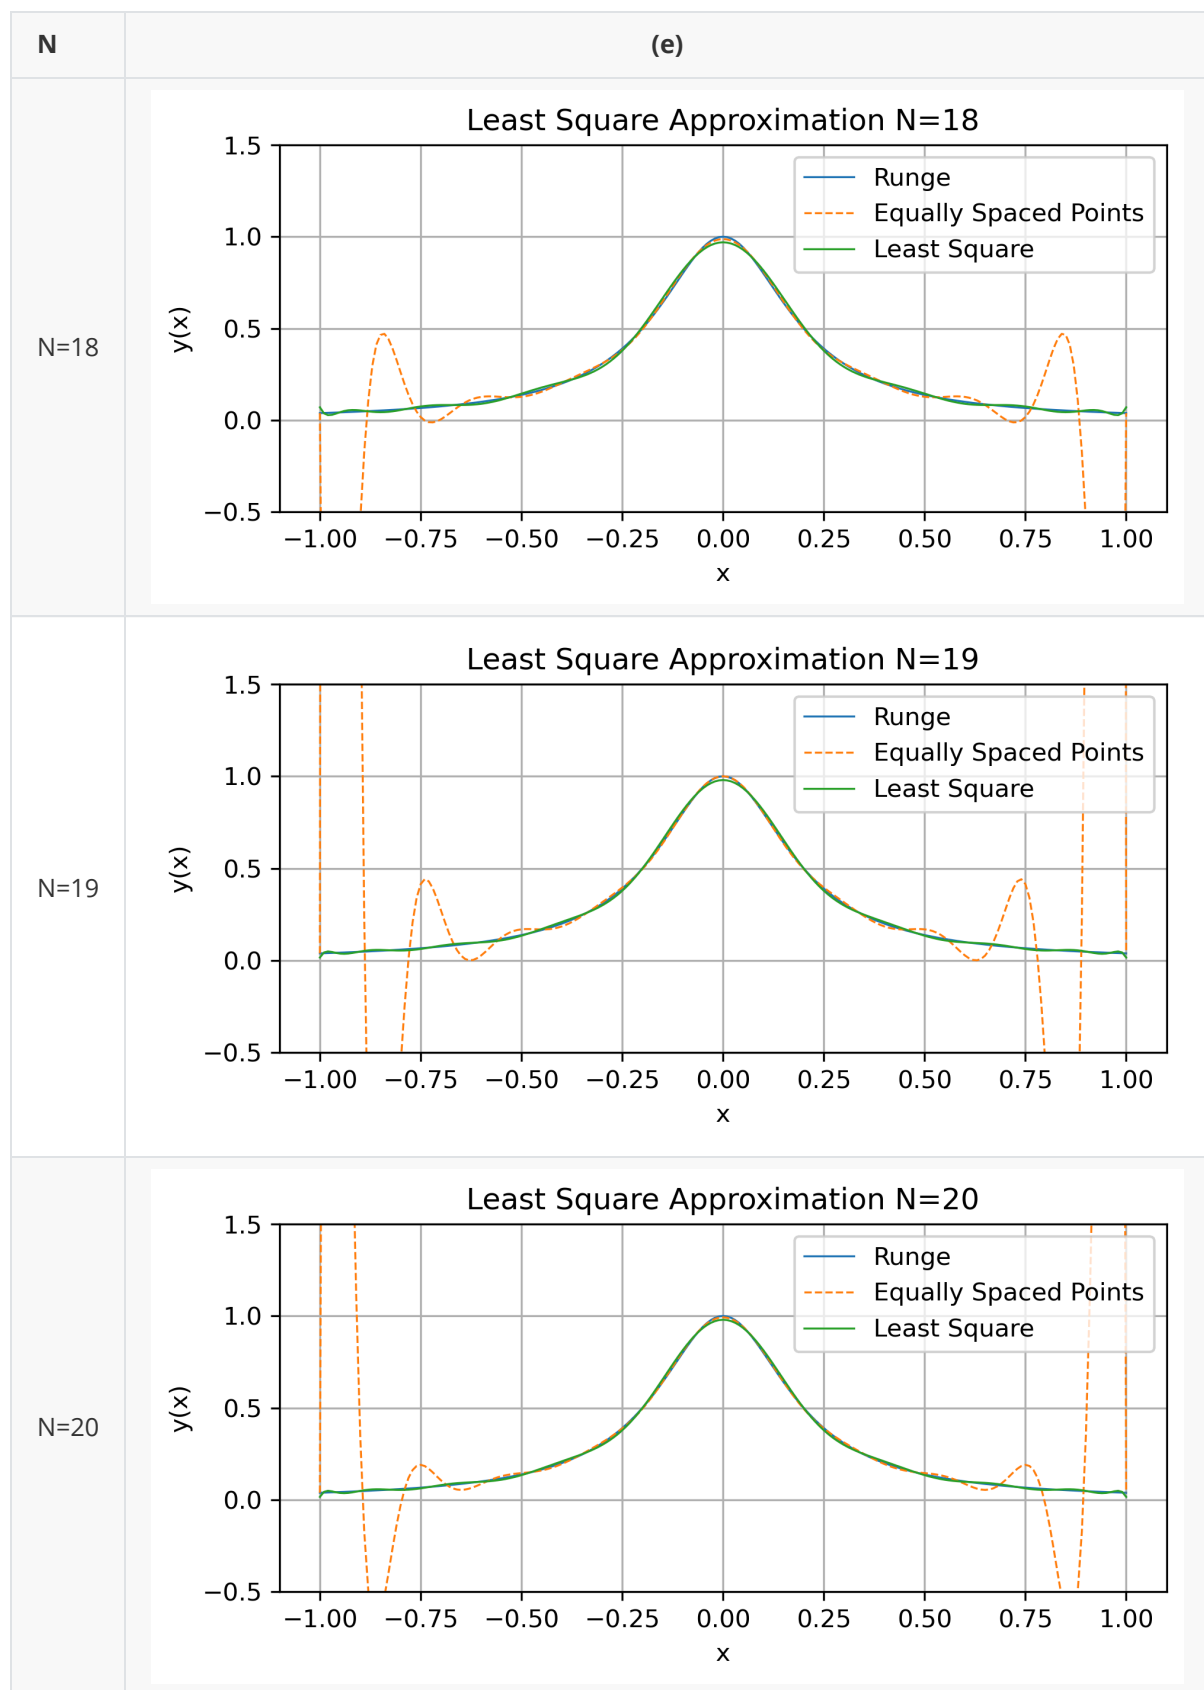 N (e)
Least Square Approximation N=18
1.5
Runge
Equally Spaced Points
Least Square
1.0
0.5
0.0
−0.5
y(x)
N=18
−1.00 −0.75 −0.50 −0.25 0.00 0.25 0.50 0.75 1.00
x
Least Square Approximation N=19
1.5
Runge
Equally Spaced Points
Least Square
1.0
0.5
0.0
−0.5
y(x)
N=19
−1.00 −0.75 −0.50 −0.25 0.00 0.25 0.50 0.75 1.00
x
Least Square Approximation N=20
1.5
Runge
Equally Spaced Points
Least Square
1.0
0.5
0.0
−0.5
y(x)
N=20
−1.00 −0.75 −0.50 −0.25 0.00 0.25 0.50 0.75 1.00
x